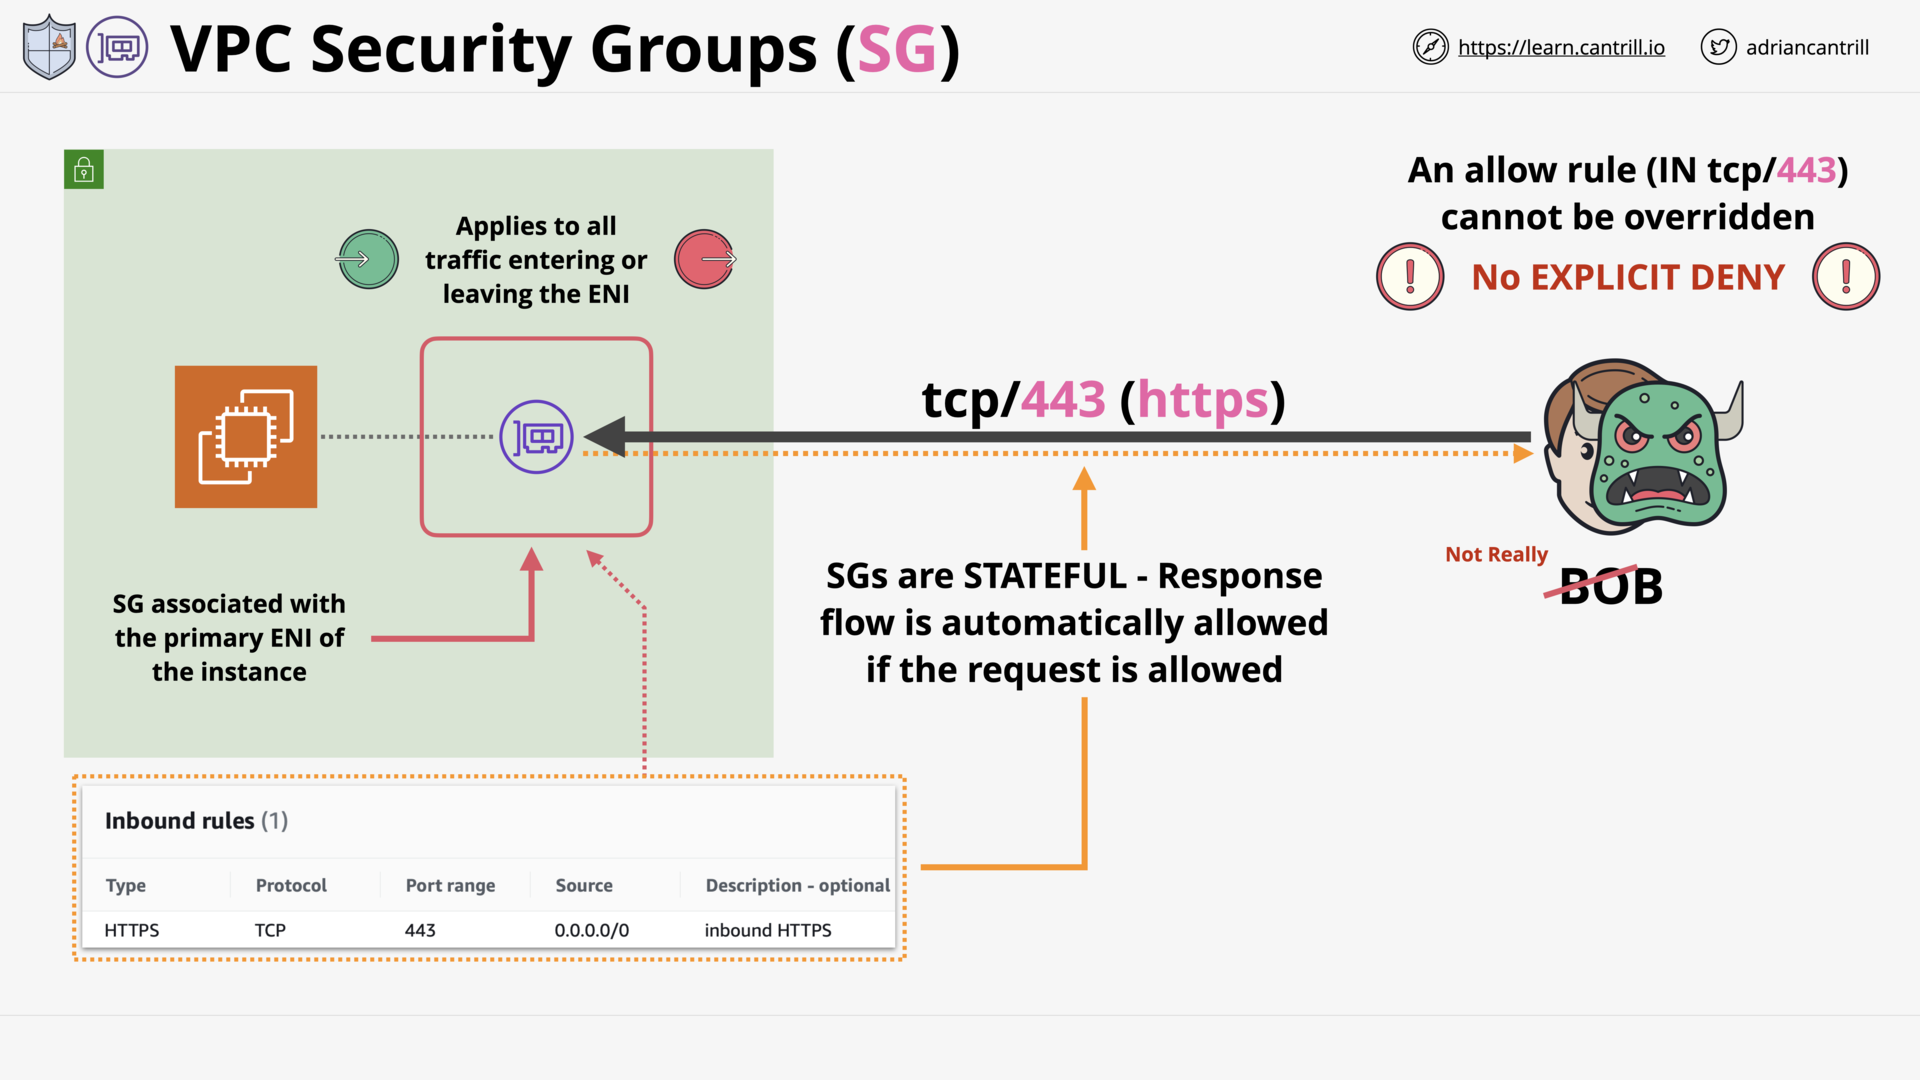 VPC Security Groups (SG)
https://learn.cantrill.io
adriancantrill
Applies to all
traffic entering or
leaving the ENI
An allow rule (IN tcp/443)
cannot be overridden
No EXPLICIT DENY
tcp/443 (https)
Not Really
BOB
SGs are STATEFUL - Response
flow is automatically allowed
if the request is allowed
SG associated with
the primary ENI of
the instance
Inbound rules (1)
Type Protocol Port range Source Description - optional
HTTPS TCP 443 0.0.0.0/0 inbound HTTPS